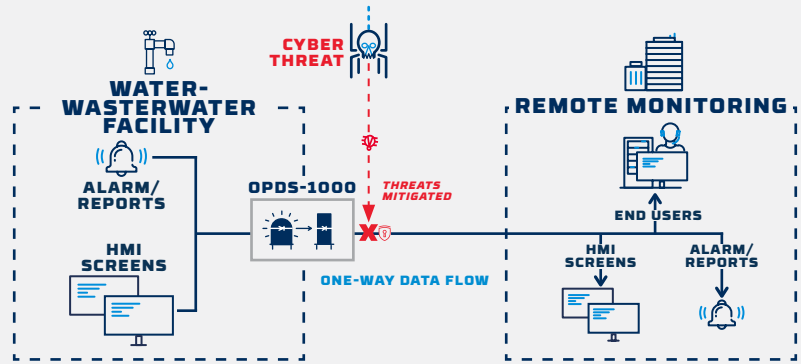 CYBER
THREAT
WATER-
WASTERWATER
FACILITY
REMOTE MONITORING
ALARM/
REPORTS
OPDS-1000
THREATS
MITIGATED
END USERS
HMI
SCREENS
ONE-WAY DATA FLOW
HMI
SCREENS
ALARM/
REPORTS